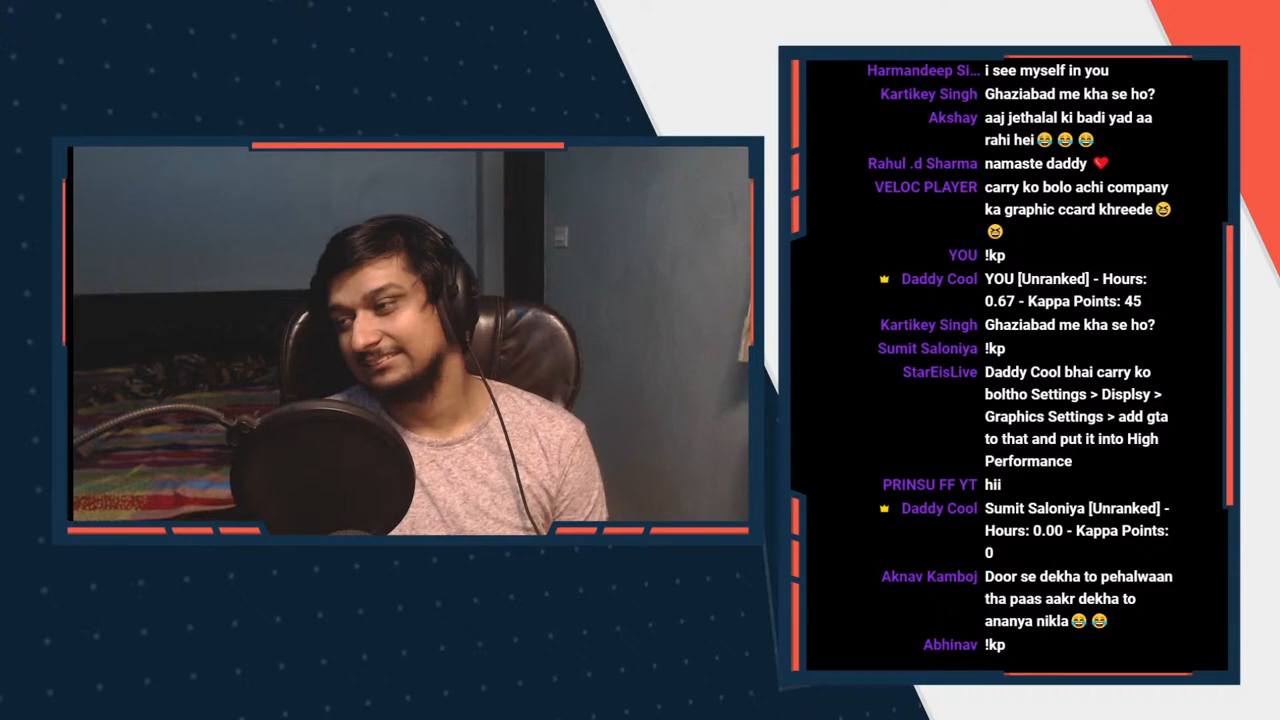 Harmandeep Si... i see myself in you
Kartikey Singh Ghaziabad me kha se ho?
Akshay aaj jethalal ki badi yad aa
rahi hei😂 😂 😂
Rahul .d Sharma namaste daddy ❤️
VELOC PLAYER carry ko bolo achi company
ka graphic ccard khreede😆
😆
YOU !kp
Daddy Cool YOU [Unranked] - Hours:
0.67 - Kappa Points: 45
Kartikey Singh Ghaziabad me kha se ho?
Sumit Saloniya !kp
StarEisLive Daddy Cool bhai carry ko
boltho Settings > Displsy >
Graphics Settings > add gta
to that and put it into High
Performance
PRINSU FF YT hii
Daddy Cool Sumit Saloniya [Unranked] -
Hours: 0.00 - Kappa Points:
0
Aknav Kamboj Door se dekha to pehalwaan
tha paas aakr dekha to
ananya nikla😂 😂
Abhinav !kp